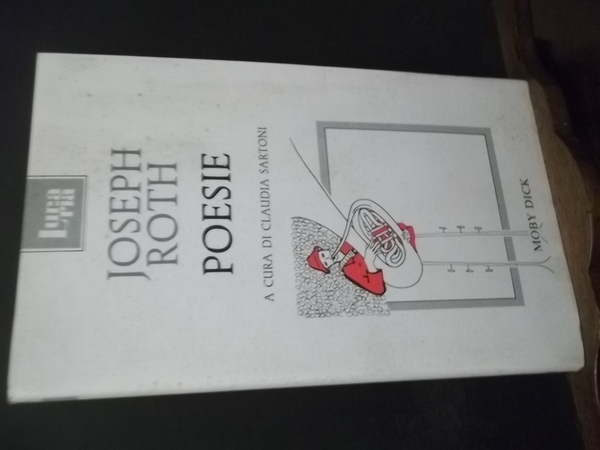 JOSEPH
ROTH
POESIE
A CURA DI CLAUDIA SARTONI
MOBY DICK